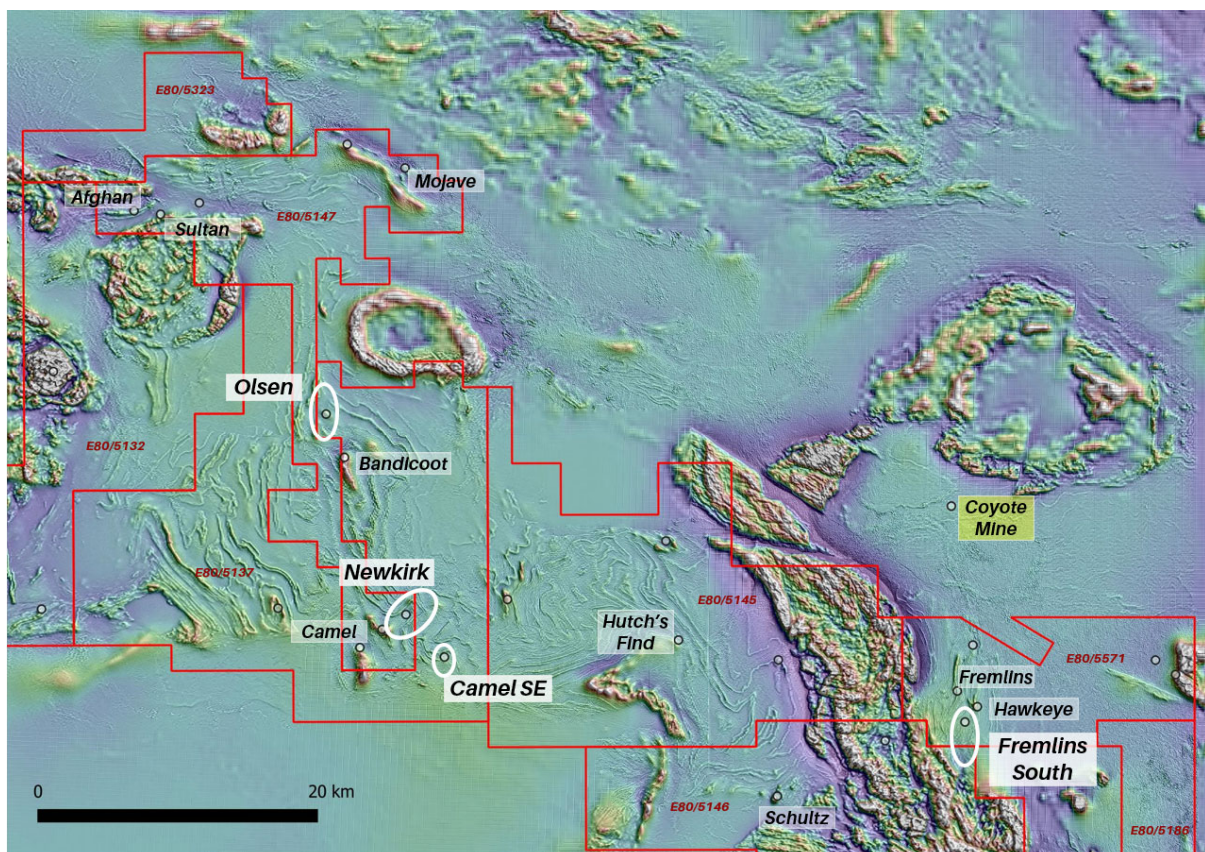 E80/5323
Mojave
Afghan
E80/5147
Sultan
Olsen
E80/5132
Bandicoot
Coyote
Mine
Newkirk
E80/5137
E80/5145
Camel
Hutch's
Find
Camel SE
E80/5571
Fremlins
Hawkeye
Fremlins
South
0
20 km
E80/5146
Schultz
E80/5186